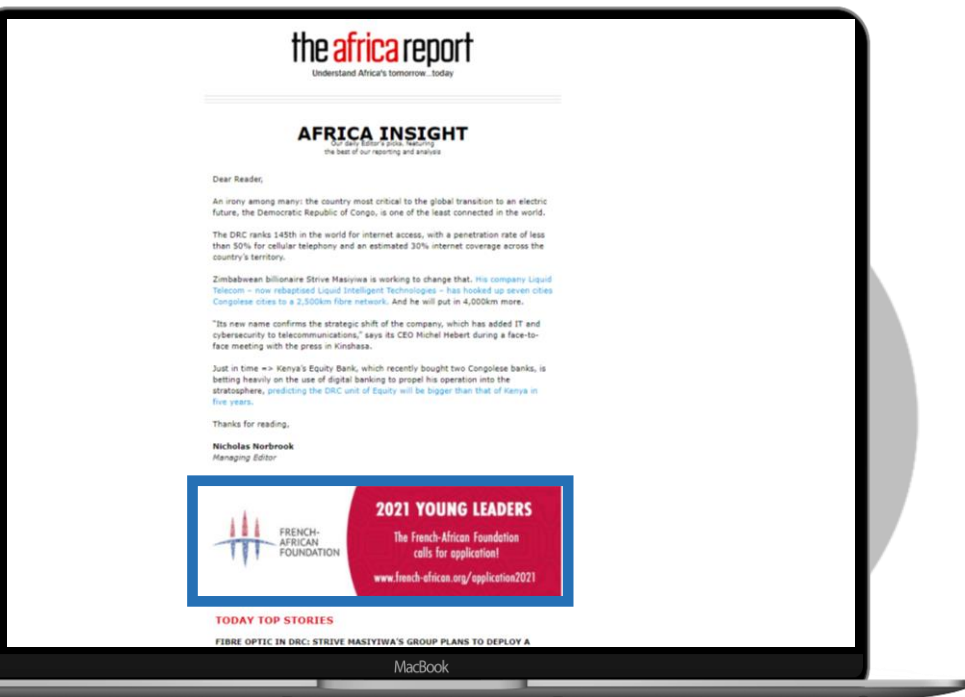 the africa report
Understand Africa's tomorrow...today
AFRICA INSIGHT
Our daily Editor's picks, featuring
the best of our reporting and analysis
Dear Reader,
An irony among many: the country most critical to the global transition to an electric
future, the Democratic Republic of Congo, is one of the least connected in the world.
The DRC ranks 145th in the world for internet access, with a penetration rate of less
than 50% for cellular telephony and an estimated 30% internet coverage across the
country's territory.
Zimbabwean billionaire Strive Masiyiwa is working to change that. His company Liquid
Telecom – now rebaptised Liquid Intelligent Technologies – has hooked up seven cities
Congolese cities to a 2,500km fibre network. And he will put in 4,000km more.
"Its new name confirms the strategic shift of the company, which has added IT and
cybersecurity to telecommunications," says its CEO Michel Hebert during a face-to-
face meeting with the press in Kinshasa.
Just in time => Kenya's Equity Bank, which recently bought two Congolese banks, is
betting heavily on the use of digital banking to propel his operation into the
stratosphere, predicting the DRC unit of Equity will be bigger than that of Kenya in
five years.
Thanks for reading,
Nicholas Norbrook
Managing Editor
FRENCH-
AFRICAN
FOUNDATION
2021 YOUNG LEADERS
The French-African Foundation
calls for application!
www.french-african.org/application2021
TODAY TOP STORIES
FIBRE OPTIC IN DRC: STRIVE MASIYIWA'S GROUP PLANS TO DEPLOY A
MacBook